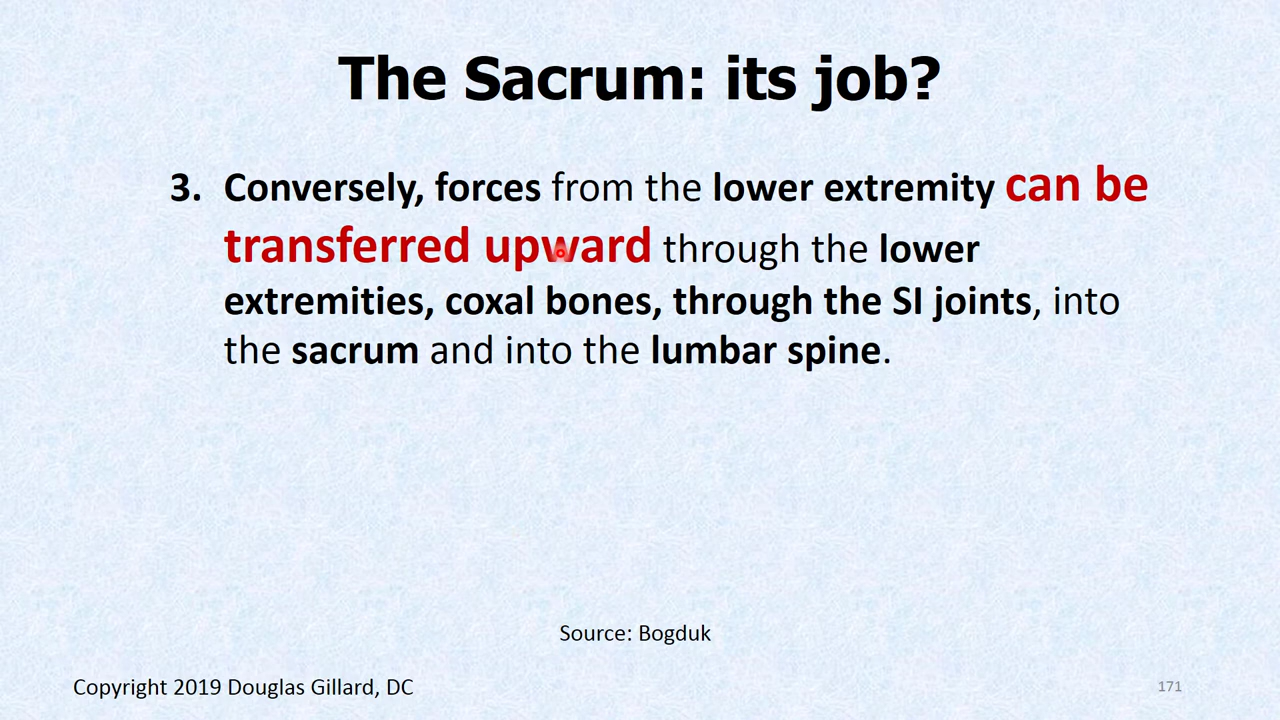 The Sacrum: its job?
3. Conversely, forces from the lower extremity can be
transferred upward through the lower
extremities, coxal bones, through the SI joints, into
the sacrum and into the lumbar spine.
Source: Bogduk
Copyright 2019 Douglas Gillard, DC
171